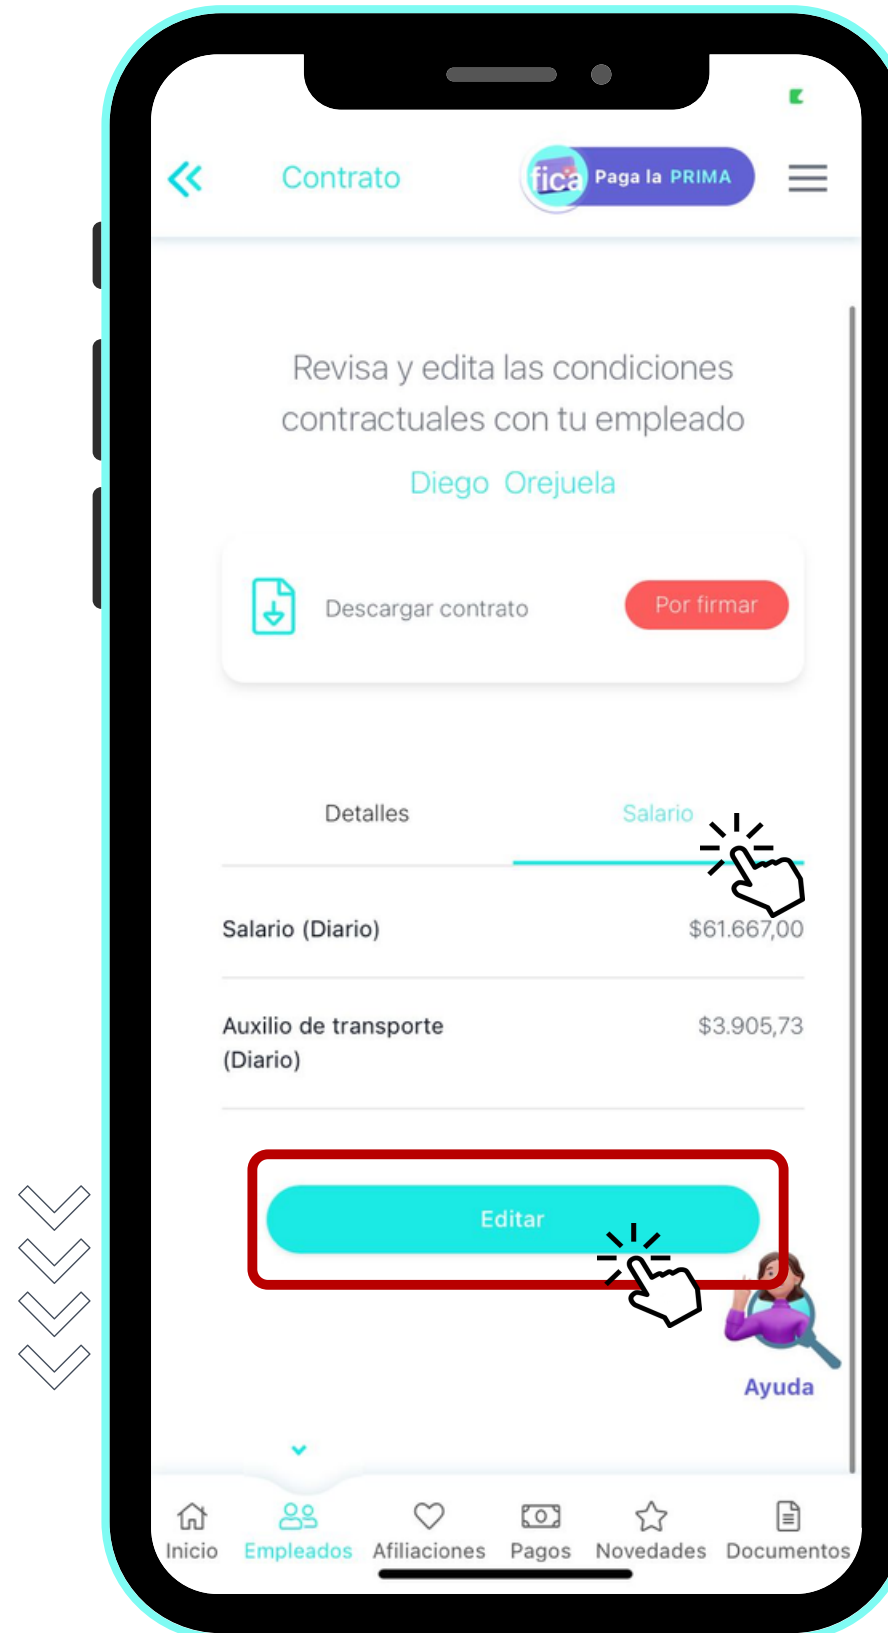 Contrato
fica
Paga la PRIMA
Revisa y edita las condiciones
contractuales con tu empleado
Diego Orejuela
Descargar contrato
Por firmar
Detalles
Salario
Salario (Diario)
$61.667,00
Auxilio de transporte
(Diario)
$3.905,73
Editar
Ayuda
Inicio
Empleados
Afiliaciones
Pagos
Novedades
Documentos